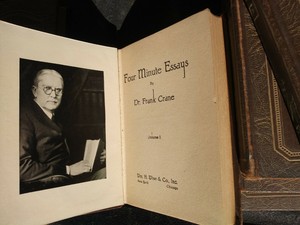 Four Minute Essays
By
Dr. Frank Crane
Volume I
Wm. H. Wise & Co., Inc.
New York Chicago